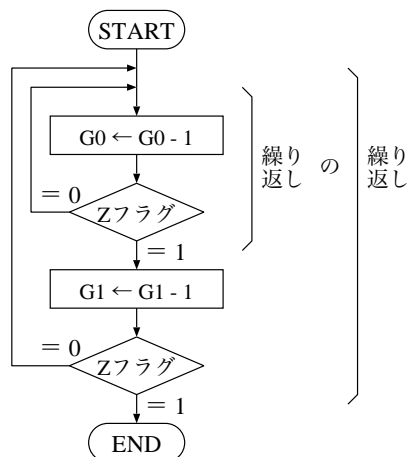 START
G0 ← G0 - 1
= 0
Zフラグ
= 1
G1 ← G1 - 1
= 0
Zフラグ
= 1
END
繰り
返し
の
繰り
返し